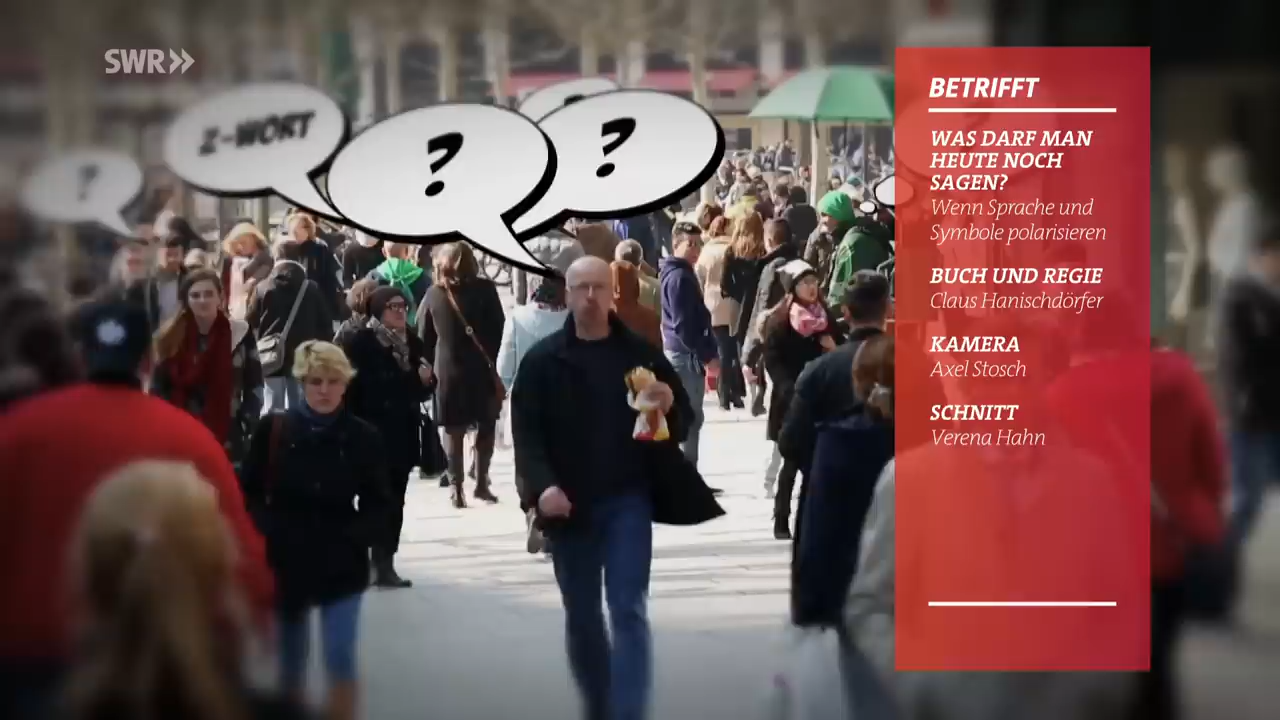 SWR
Z-WORT
?
?
?
?
BETRIFFT
WAS DARF MAN
HEUTE NOCH
SAGEN?
Wenn Sprache und
Symbole polarisieren
BUCH UND REGIE
Claus Hanischdörfer
KAMERA
Axel Stosch
SCHNITT
Verena Hahn